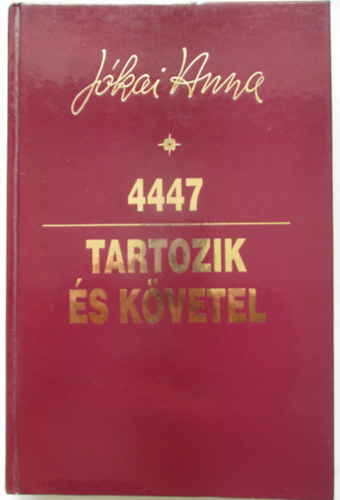 Jókai Anna
4447
TARTOZIK
ÉS KÖVETEL